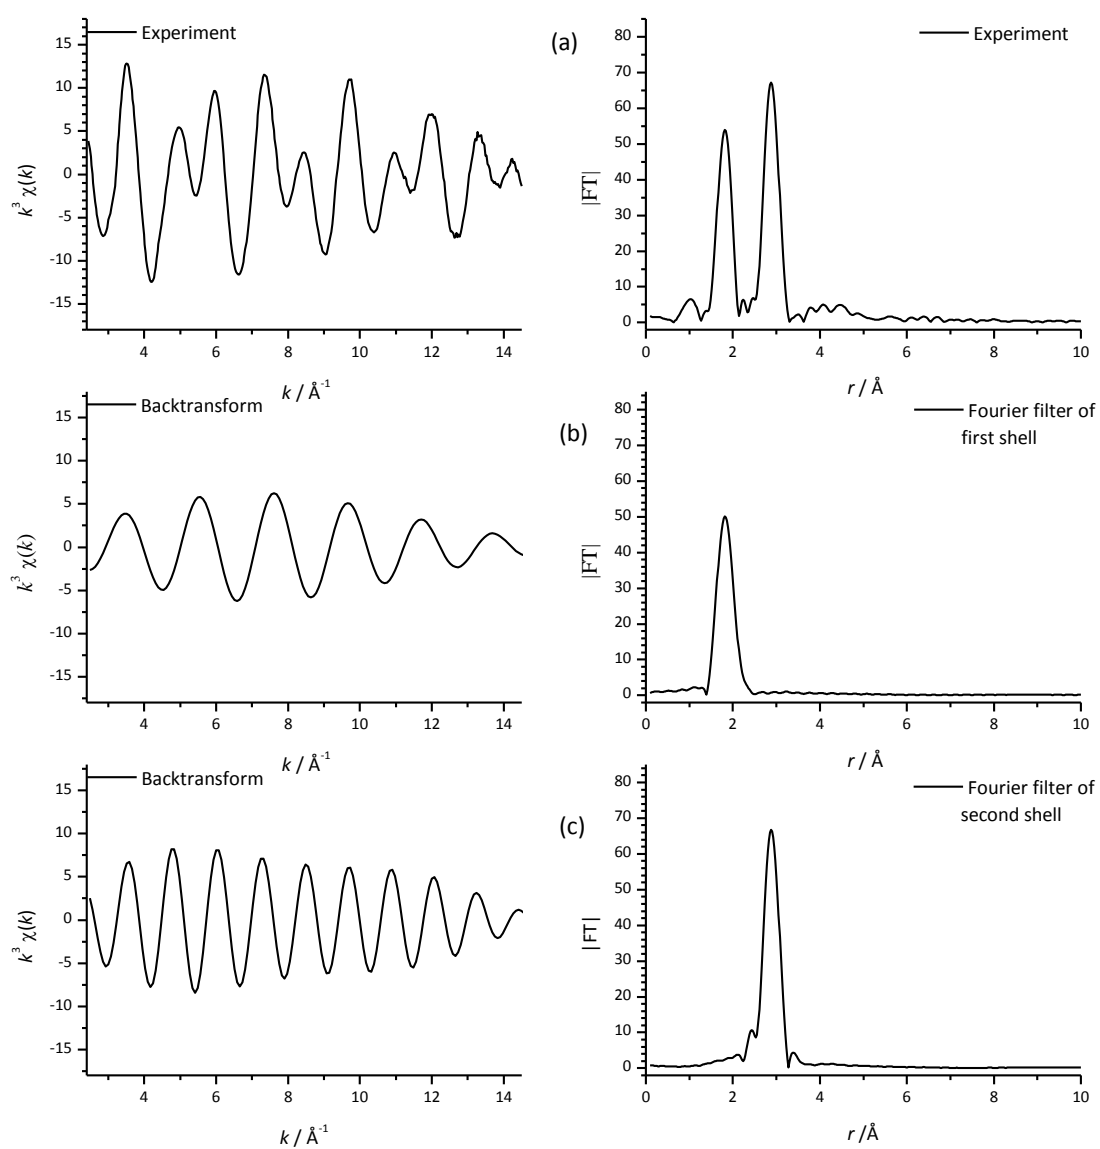 Experiment
15
10
5
0
-5
-10
-15
k³ χ(k)
4 6 8 10 12 14
k / Å⁻¹
(a)
Experiment
80
70
60
50
40
30
20
10
0
|FT|
0 2 4 6 8 10
r / Å
Backtransform
15
10
5
0
-5
-10
-15
k³ χ(k)
4 6 8 10 12 14
k / Å⁻¹
(b)
Fourier filter of
first shell
80
70
60
50
40
30
20
10
0
|FT|
0 2 4 6 8 10
r / Å
Backtransform
15
10
5
0
-5
-10
-15
k³ χ(k)
4 6 8 10 12 14
k / Å⁻¹
(c)
Fourier filter of
second shell
80
70
60
50
40
30
20
10
0
|FT|
0 2 4 6 8 10
r /Å